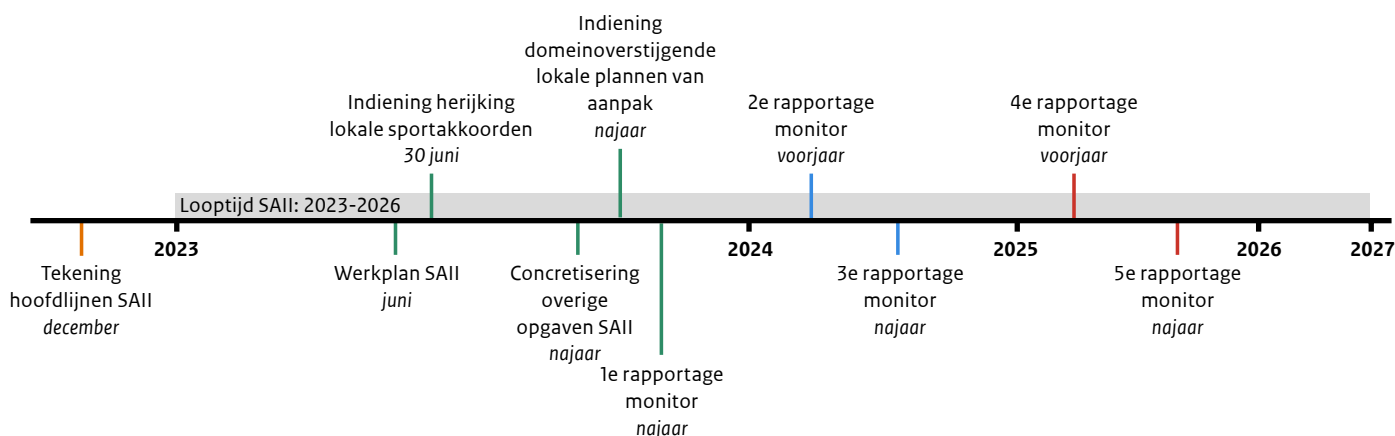 Indiening
domeinoverstijgende
lokale plannen van
aanpak
najaar
Indiening herijking
lokale sportakkoorden
30 juni
2e rapportage
monitor
voorjaar
4e rapportage
monitor
voorjaar
Looptijd SAII: 2023-2026
2023
2024
2025
2026
2027
Tekening
hoofdlijnen SAII
december
Werkplan SAII
juni
Concretisering
overige
opgaven SAII
najaar
1e rapportage
monitor
najaar
3e rapportage
monitor
najaar
5e rapportage
monitor
najaar